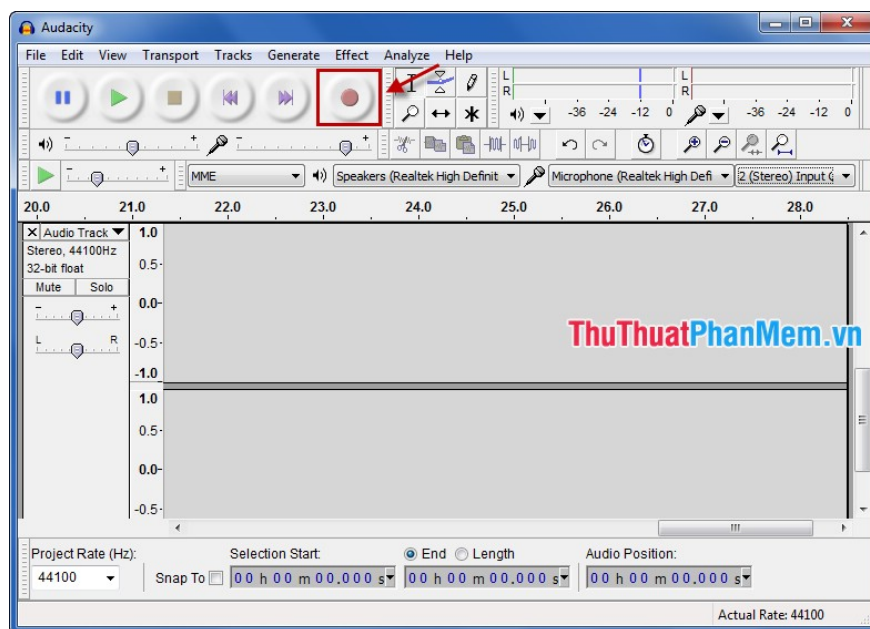 Audacity
File Edit View Transport Tracks Generate Effect Analyze Help
L
R
L
R
-36 -24 -12 0
-36 -24 -12 0
MME
Speakers (Realtek High Definit
Microphone (Realtek High Defi
2 (Stereo) Input
20.0 21.0 22.0 23.0 24.0 25.0 26.0 27.0 28.0
X Audio Track
Stereo, 44100Hz
32-bit float
Mute Solo
- +
L R
1.0
0.5
0.0
-0.5
-1.0
1.0
0.5
0.0
-0.5
ThuThuatPhanMem.vn
Project Rate (Hz): Selection Start: End Length Audio Position:
44100 Snap To 00 h 00 m 00.000 s 00 h 00 m 00.000 s 00 h 00 m 00.000 s
Actual Rate: 44100